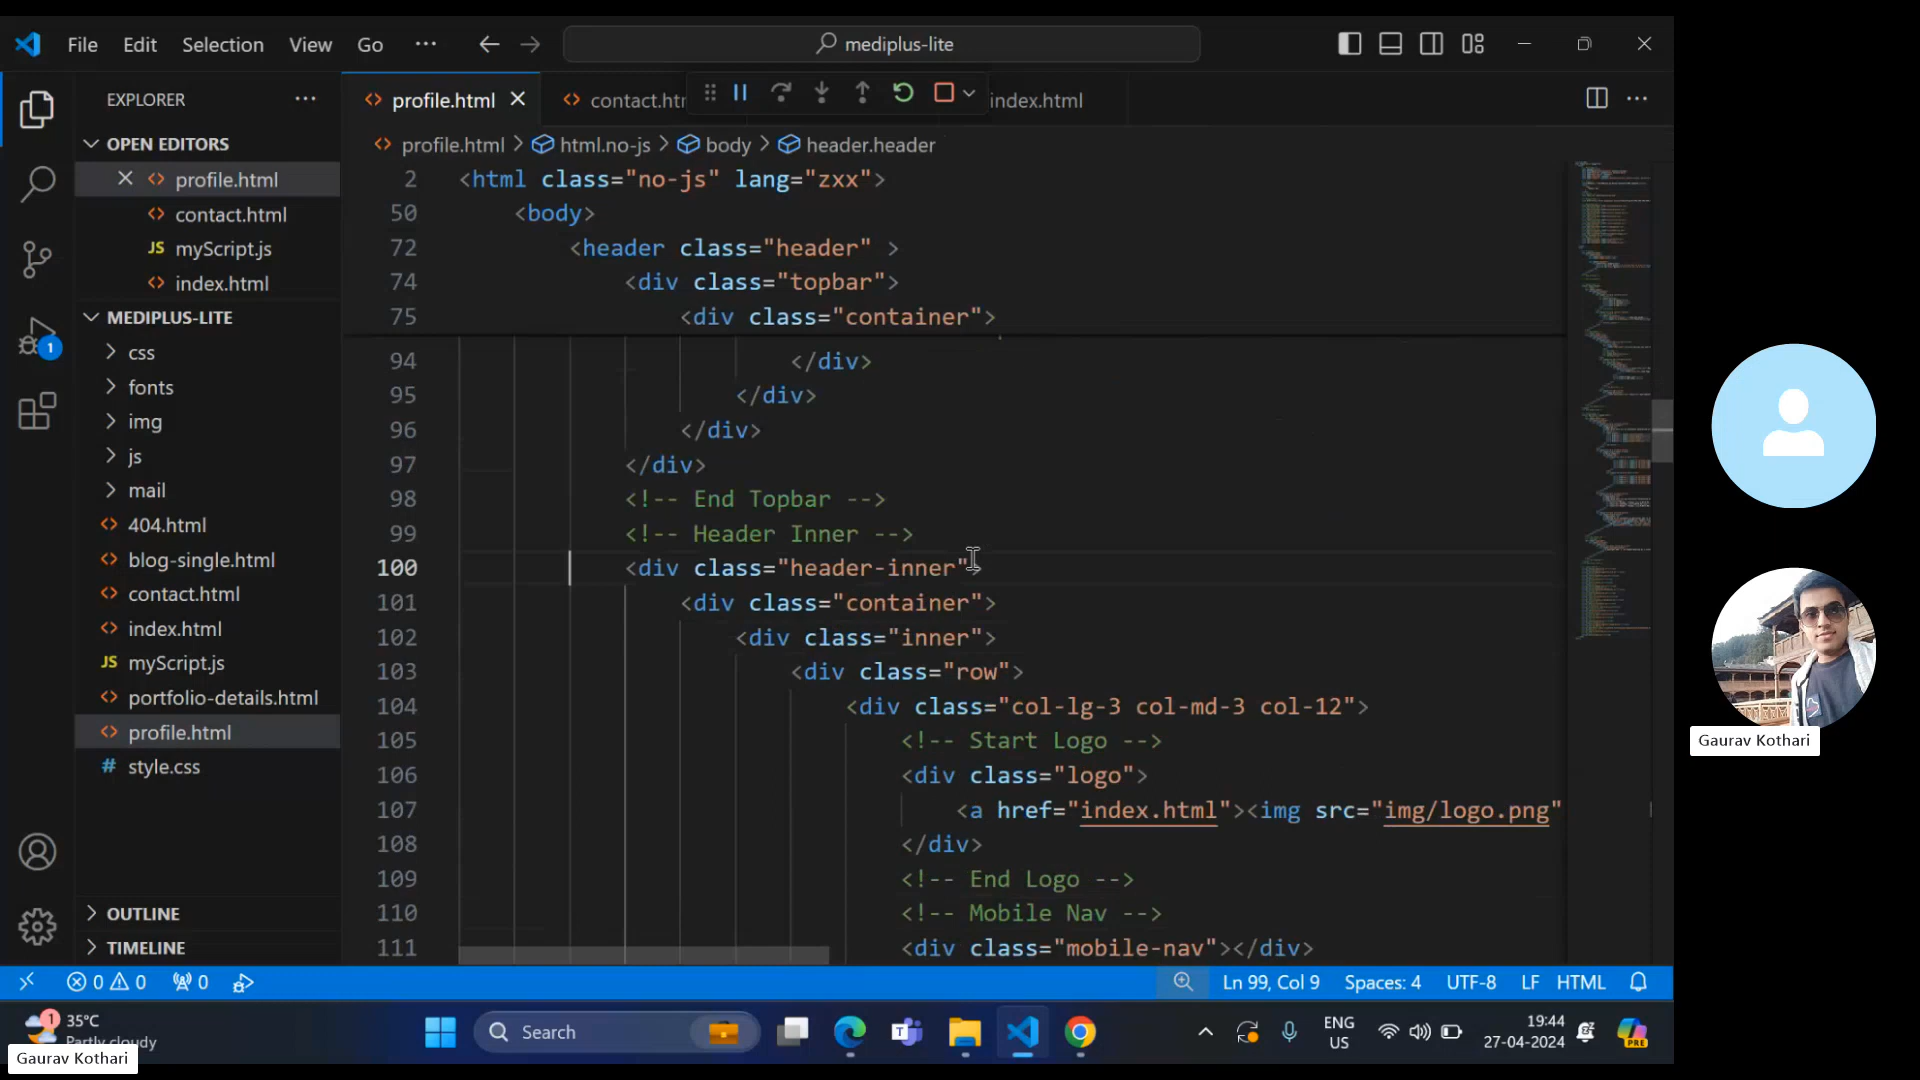 File Edit Selection View Go ··· mediplus-lite
EXPLORER
OPEN EDITORS
profile.html
contact.html
myScript.js
index.html
MEDIPLUS-LITE
css
fonts
img
js
mail
404.html
blog-single.html
contact.html
index.html
JS myScript.js
portfolio-details.html
profile.html
# style.css
OUTLINE
TIMELINE
profile.html contact.htm index.html
profile.html > html.no-js > body > header.header
2 <html class="no-js" lang="zxx">
50 <body>
72 <header class="header" >
74 <div class="topbar">
75 <div class="container">
94 </div>
95 </div>
96 </div>
97 </div>
98 <!-- End Topbar -->
99 <!-- Header Inner -->
100 <div class="header-inner">
101 <div class="container">
102 <div class="inner">
103 <div class="row">
104 <div class="col-lg-3 col-md-3 col-12">
105 <!-- Start Logo -->
106 <div class="logo">
107 <a href="index.html"><img src="img/logo.png"
108 </div>
109 <!-- End Logo -->
110 <!-- Mobile Nav -->
111 <div class="mobile-nav"></div>
0 0 0 Ln 99, Col 9 Spaces: 4 UTF-8 LF HTML
1 35°C
Partly cloudy
Search
ENG
US
19:44
27-04-2024
PRE
Gaurav Kothari
Gaurav Kothari